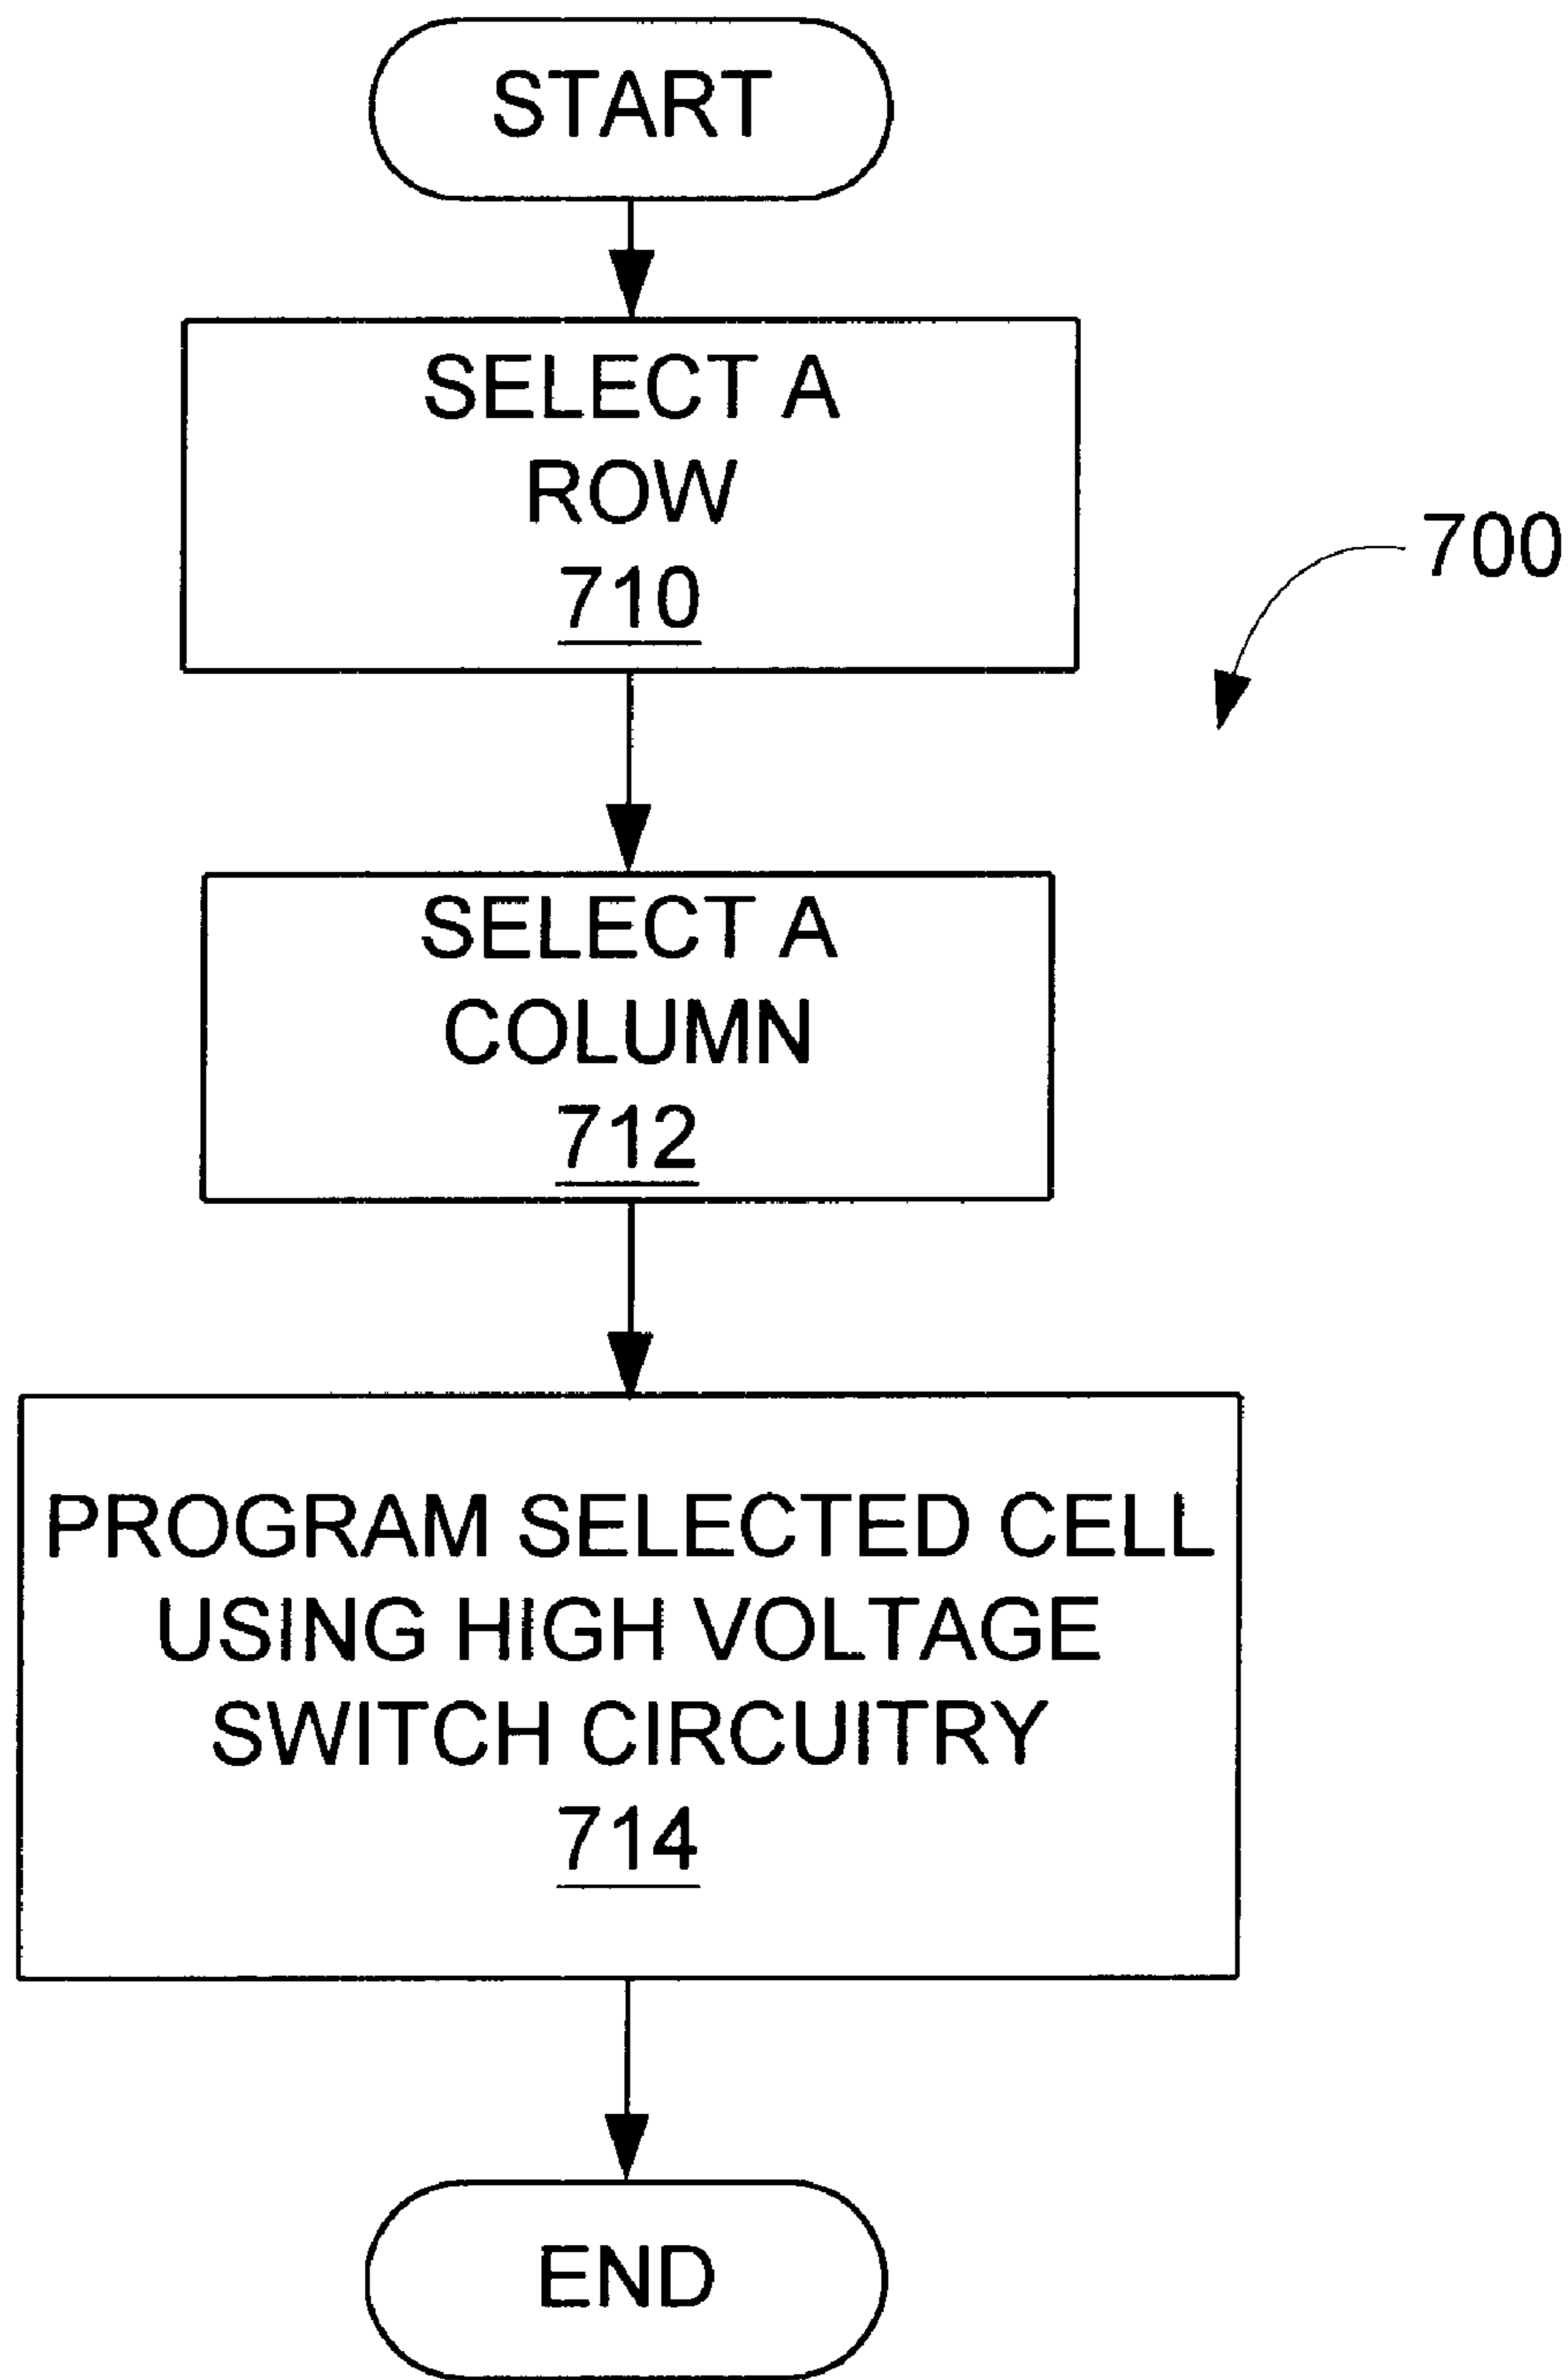 START
SELECT A
ROW
710
700
SELECT A
COLUMN
712
PROGRAM SELECTED CELL
USING HIGH VOLTAGE
SWITCH CIRCUITRY
714
END